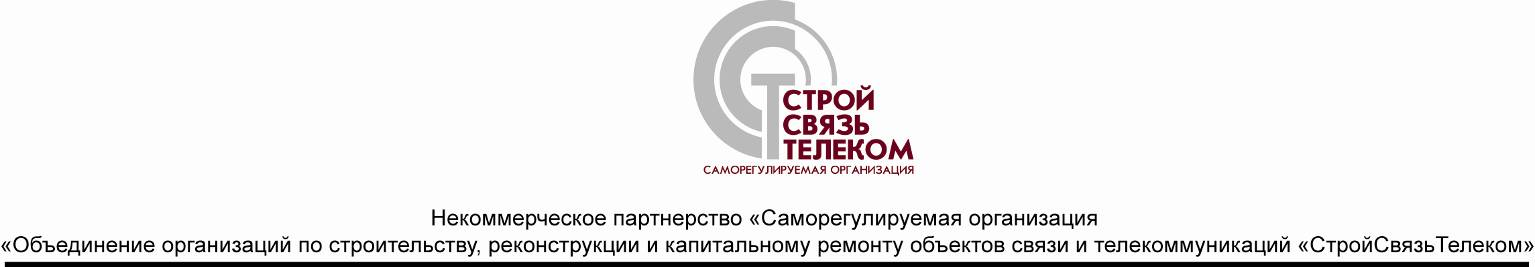 СТРОЙ
СВЯЗЬ
ТЕЛЕКОМ
САМОРЕГУЛИРУЕМАЯ ОРГАНИЗАЦИЯ
Некоммерческое партнерство «Саморегулируемая организация
«Объединение организаций по строительству, реконструкции и капитальному ремонту объектов связи и телекоммуникаций «СтройСвязьТелеком»